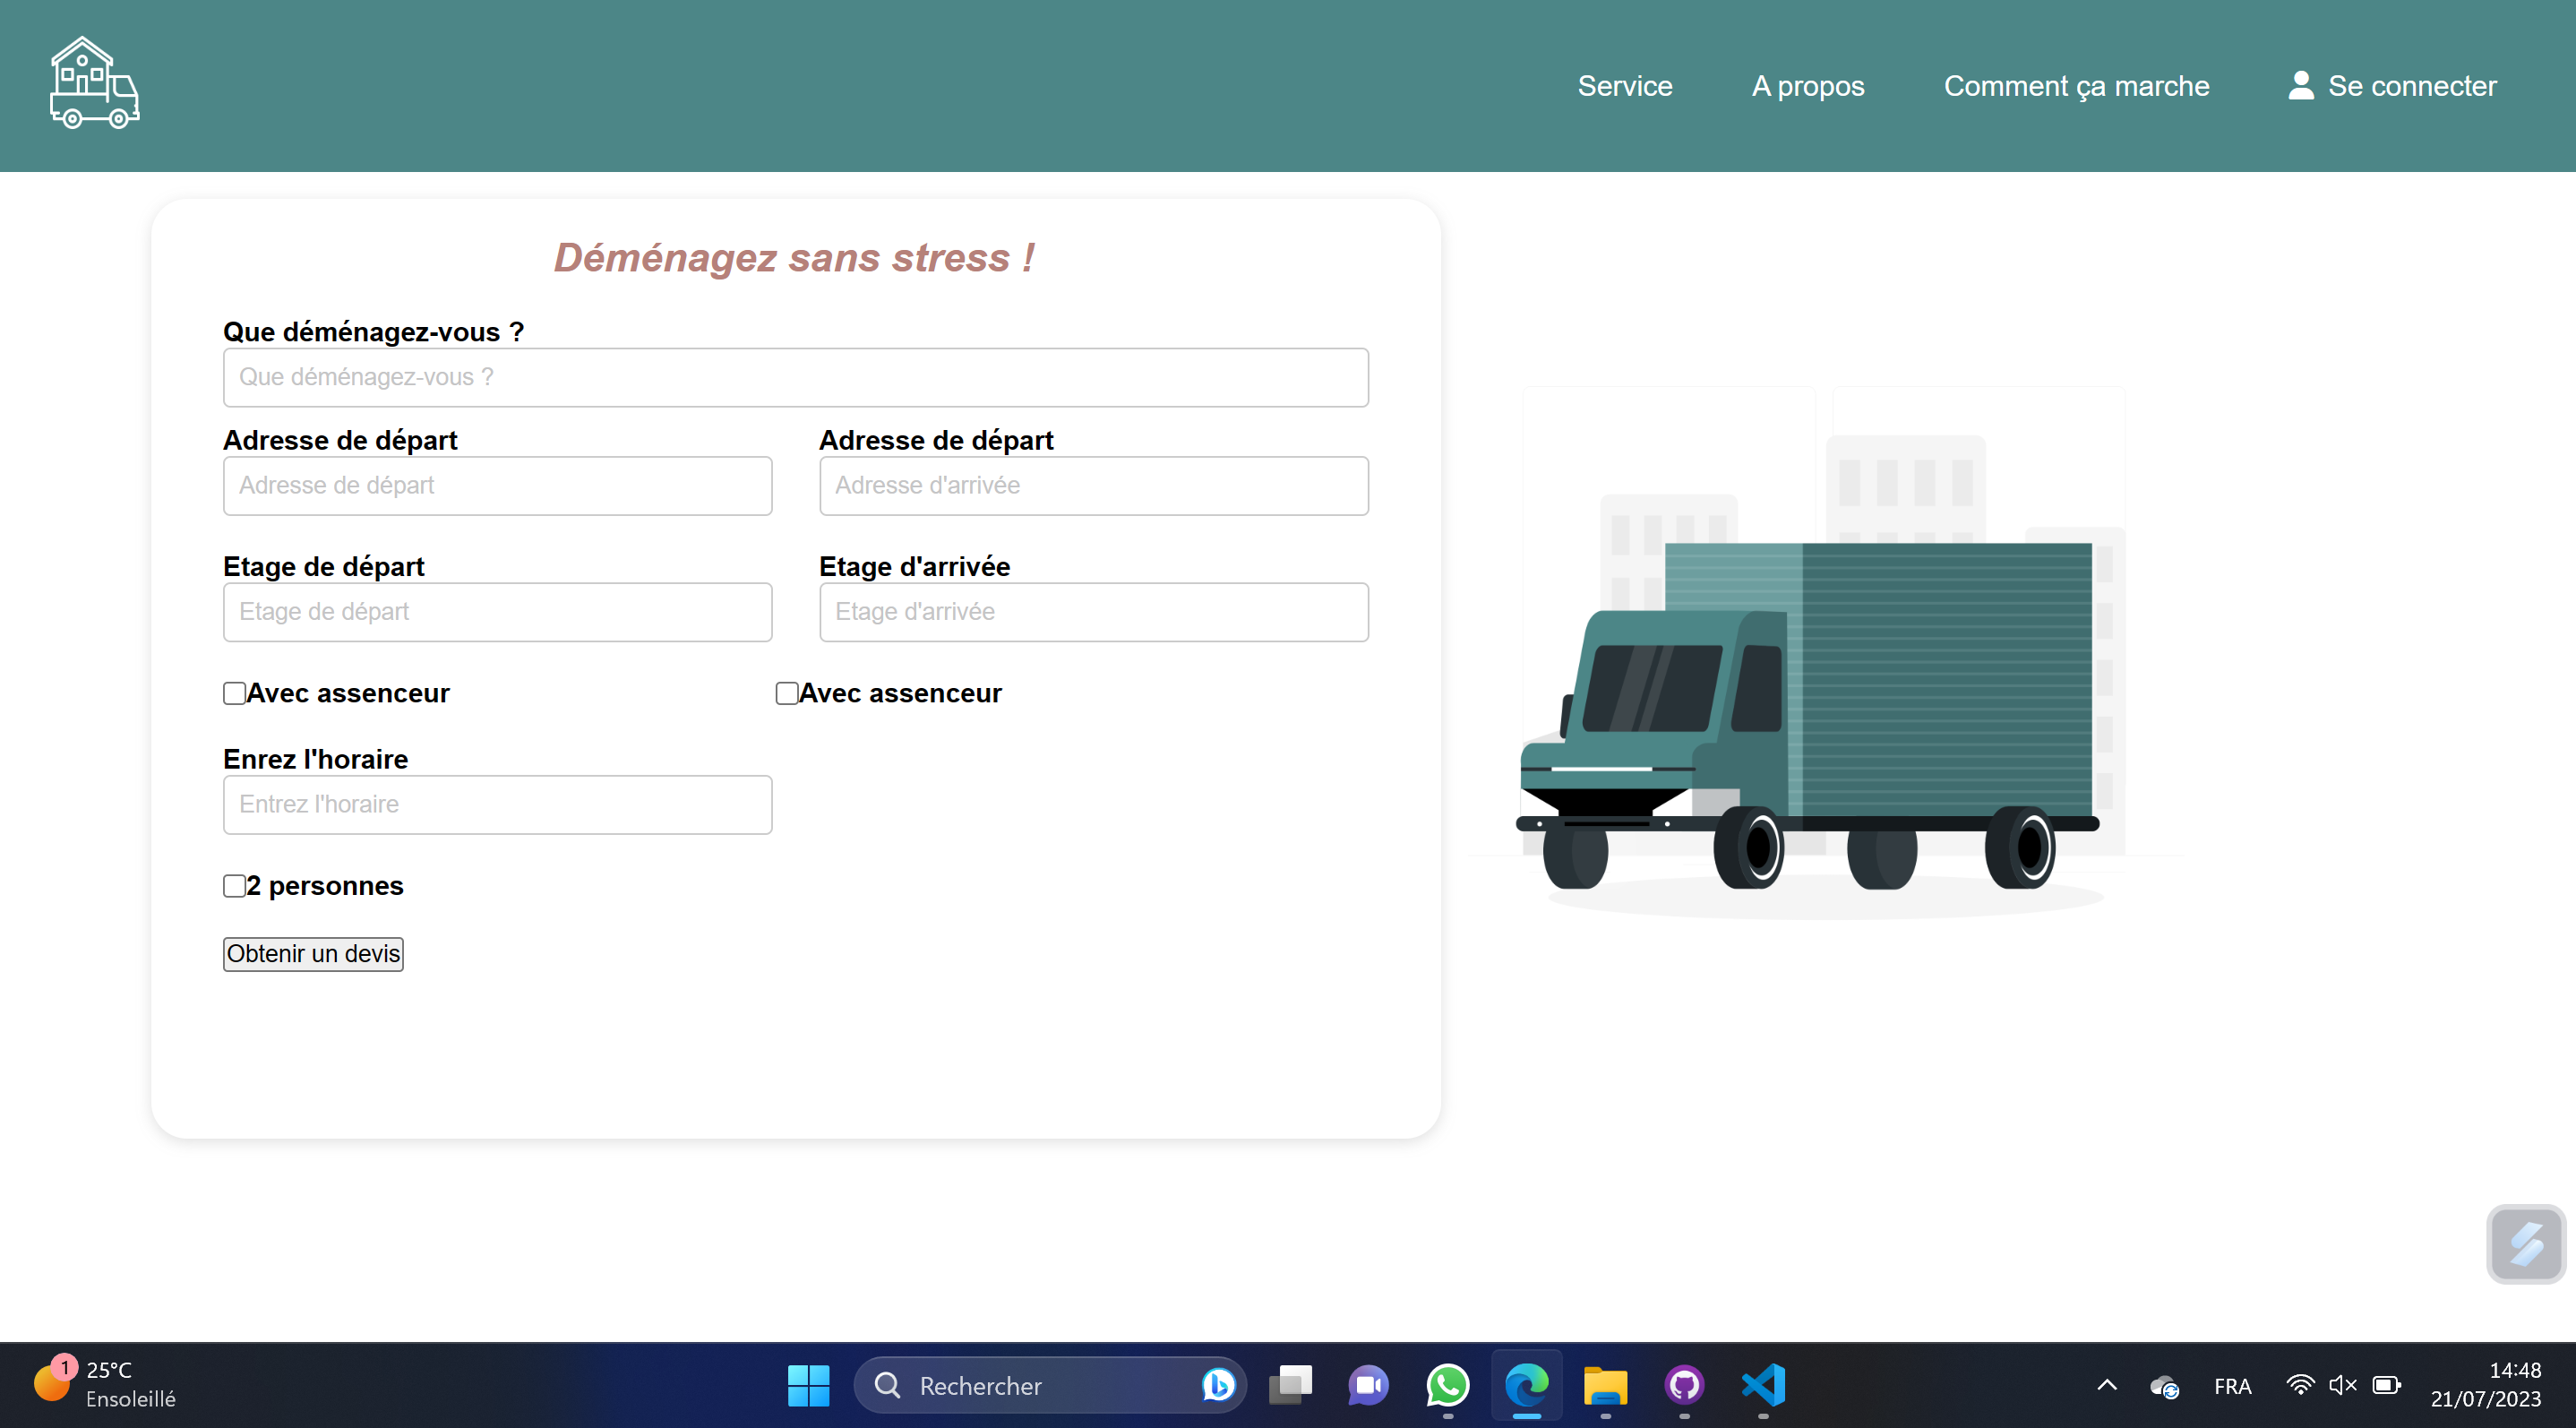 Service A propos Comment ça marche Se connecter
Déménagez sans stress !
Que déménagez-vous ?
Que déménagez-vous ?
Adresse de départ Adresse de départ
Adresse de départ Adresse d'arrivée
Etage de départ Etage d'arrivée
Etage de départ Etage d'arrivée
Avec assenceur Avec assenceur
Enrez l'horaire
Entrez l'horaire
2 personnes
Obtenir un devis
1
25°C
Ensoleillé
Rechercher
FRA
14:48
21/07/2023